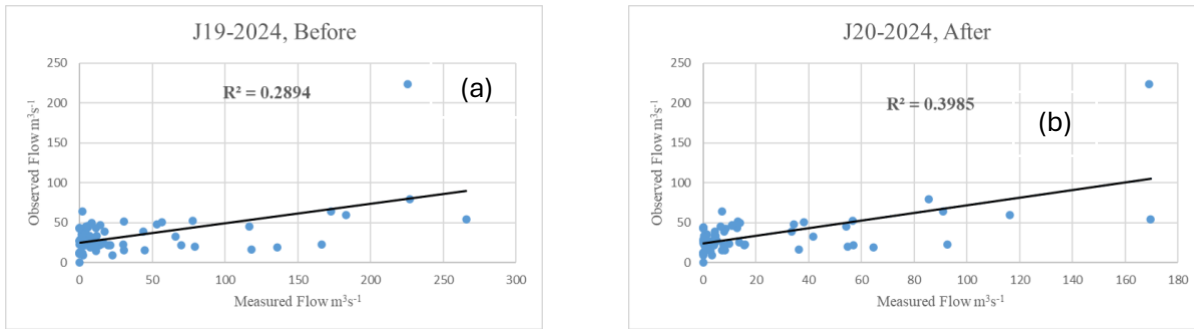 J19-2024, Before
(a)
R² = 0.2894
Observed Flow m³s⁻¹
250
200
150
100
50
0
0 50 100 150 200 250 300
Measured Flow m³s⁻¹
J20-2024, After
(b)
R² = 0.3985
Observed Flow m³s⁻¹
250
200
150
100
50
0
0 20 40 60 80 100 120 140 160 180
Measured Flow m³s⁻¹